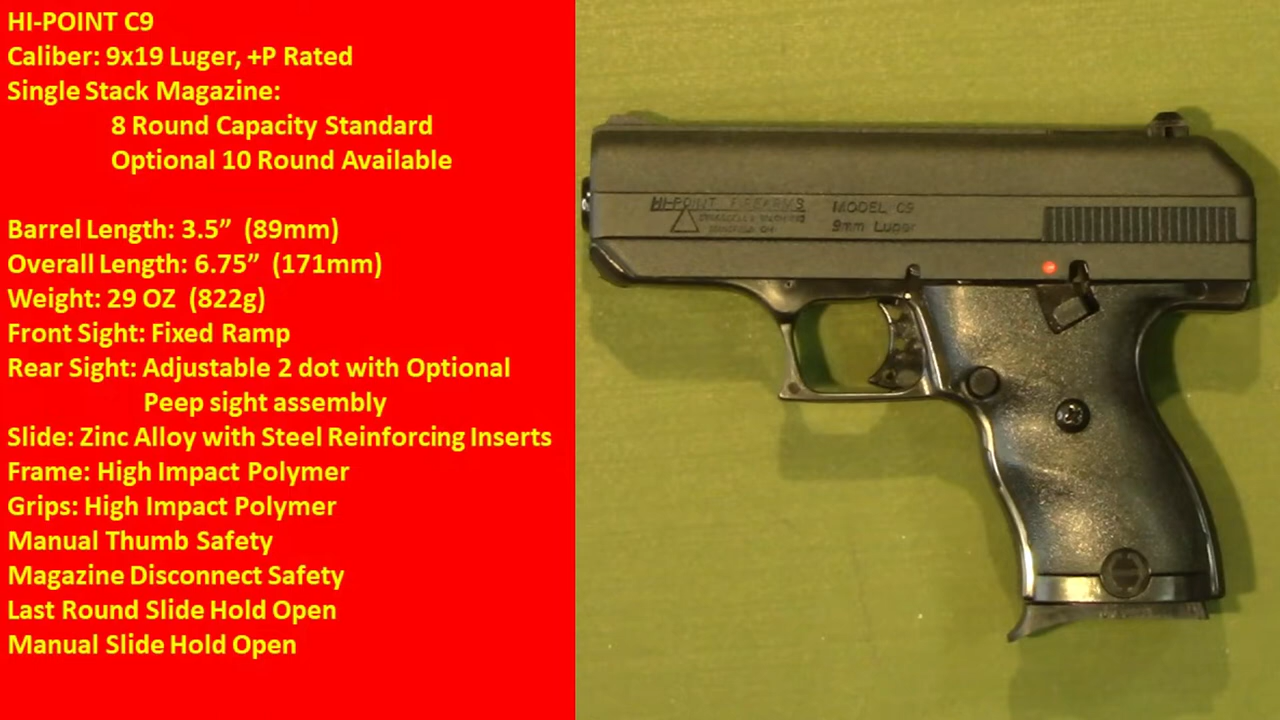 HI-POINT C9
Caliber: 9x19 Luger, +P Rated
Single Stack Magazine:
8 Round Capacity Standard
Optional 10 Round Available
Barrel Length: 3.5” (89mm)
Overall Length: 6.75” (171mm)
Weight: 29 OZ (822g)
Front Sight: Fixed Ramp
Rear Sight: Adjustable 2 dot with Optional
Peep sight assembly
Slide: Zinc Alloy with Steel Reinforcing Inserts
Frame: High Impact Polymer
Grips: High Impact Polymer
Manual Thumb Safety
Magazine Disconnect Safety
Last Round Slide Hold Open
Manual Slide Hold Open
HI-POINT FIREARMS
MODEL C9
9mm Luger